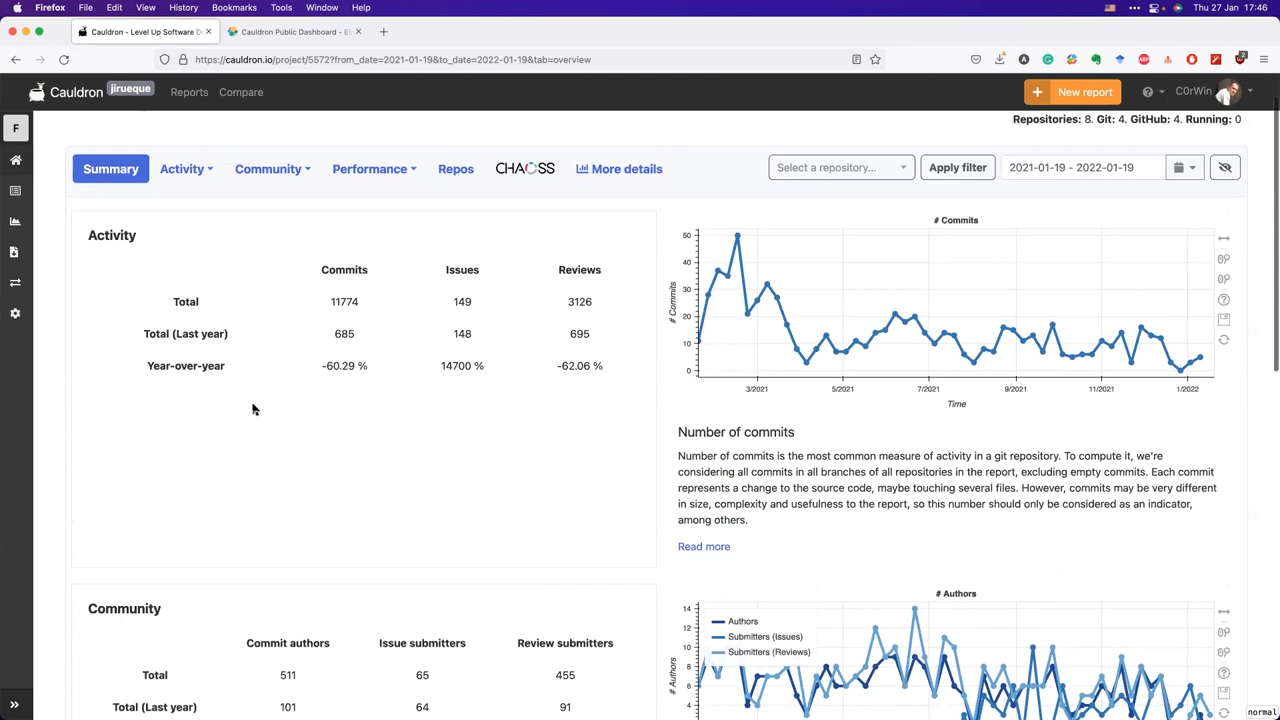 Firefox File Edit View History Bookmarks Tools Window Help Thu 27 Jan 17:46
Cauldron - Level Up Software D Cauldron Public Dashboard - El
https://cauldron.io/project/5572?from_date=2021-01-19&to_date=2022-01-19&tab=overview
Cauldron jirueque Reports Compare + New report C0rWin
F Repositories: 8. Git: 4. GitHub: 4. Running: 0
Summary Activity Community Performance Repos CHAOSS More details Select a repository... Apply filter 2021-01-19 - 2022-01-19
Activity
Commits Issues Reviews
Total 11774 149 3126
Total (Last year) 685 148 695
Year-over-year -60.29 % 14700 % -62.06 %
# Commits
50
40
30
20
10
0
# Commits
3/2021 5/2021 7/2021 9/2021 11/2021 1/2022
Time
Number of commits
Number of commits is the most common measure of activity in a git repository. To compute it, we're
considering all commits in all branches of all repositories in the report, excluding empty commits. Each commit
represents a change to the source code, maybe touching several files. However, commits may be very different
in size, complexity and usefulness to the report, so this number should only be considered as an indicator,
among others.
Read more
Community
Commit authors Issue submitters Review submitters
Total 511 65 455
Total (Last year) 101 64 91
# Authors
14
12
10
8
6
4
# Authors
Authors
Submitters (Issues)
Submitters (Reviews)
normal